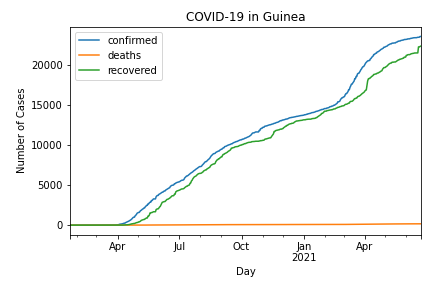 COVID-19 in Guinea
confirmed
deaths
recovered
Number of Cases
20000
15000
10000
5000
0
Apr Jul Oct Jan Apr
2021
Day